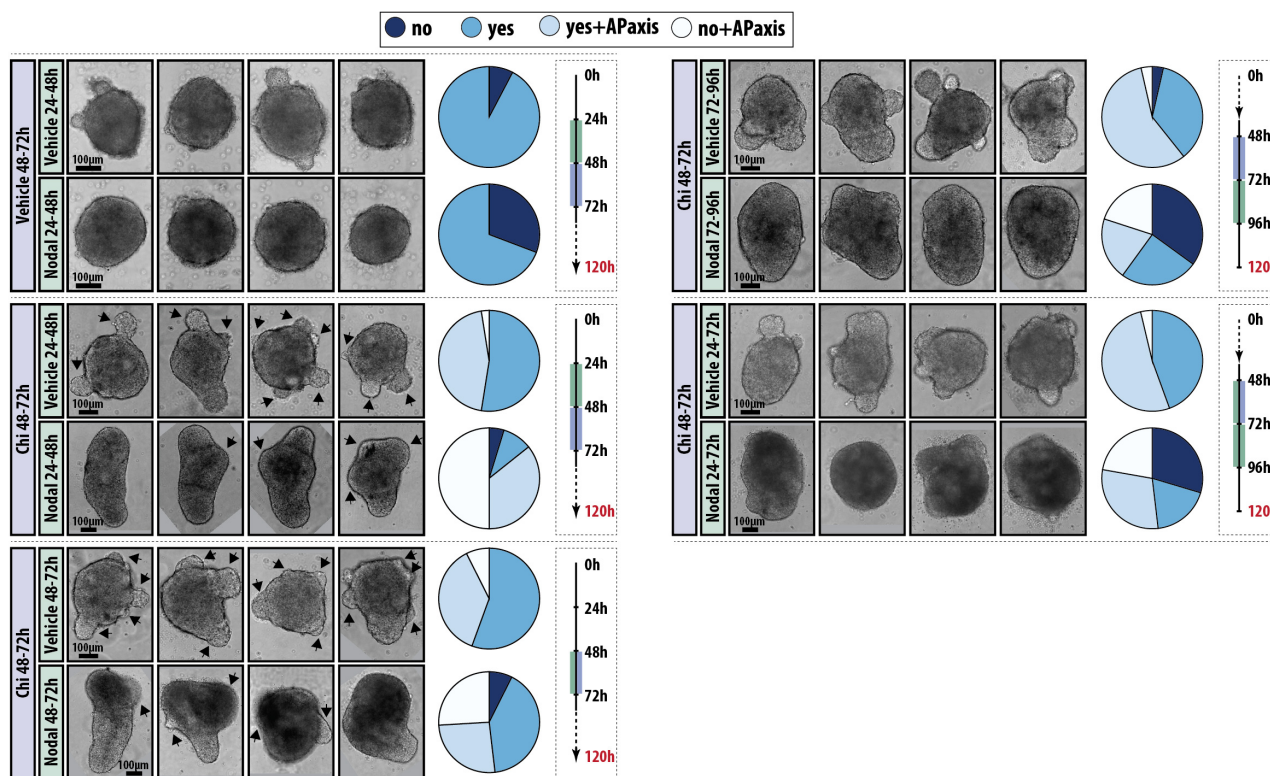 no yes yes+APaxis no+APaxis
Vehicle 48-72h
Vehicle 24-48h
100µm
Nodal 24-48h
100µm
0h
24h
48h
72h
120h
Chi 48-72h
Vehicle 24-48h
100µm
Nodal 24-48h
100µm
0h
24h
48h
72h
120h
Chi 48-72h
Vehicle 48-72h
100µm
Nodal 48-72h
100µm
0h
24h
48h
72h
120h
Chi 48-72h
Vehicle 72-96h
100µm
Nodal 72-96h
100µm
0h
48h
72h
96h
120
Chi 48-72h
Vehicle 24-72h
100µm
Nodal 24-72h
100µm
0h
48h
72h
96h
120